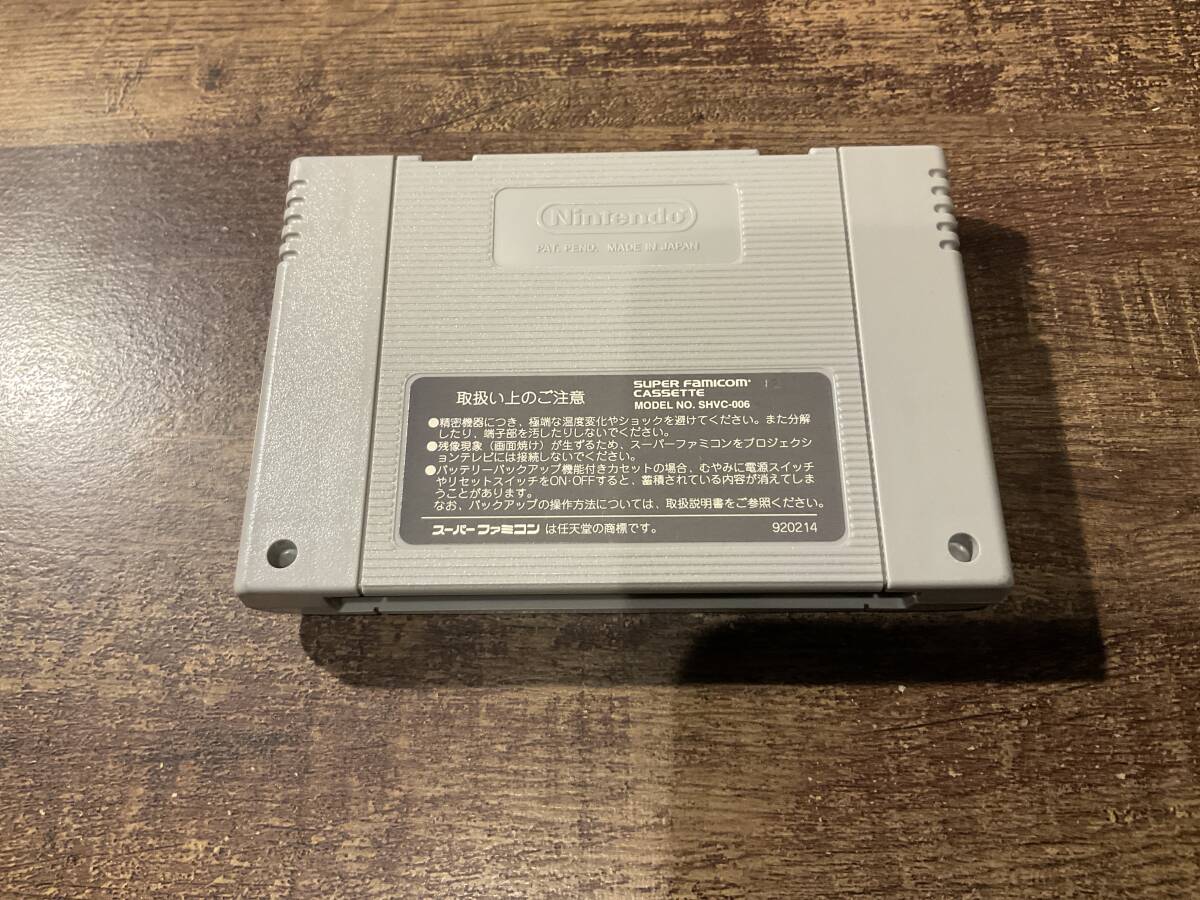 Nintendo
PAT. PEND. MADE IN JAPAN
取扱い上のご注意
SUPER FAMICOM
CASSETTE
MODEL NO. SHVC-006
12
●精密機器につき、極端な温度変化やショックを避けてください。また分解
したり、端子部を汚したりしないでください。
●残像現象（画面焼け）が生ずるため、スーパーファミコンをプロジェクシ
ョンテレビには接続しないでください。
●バッテリーバックアップ機能付きカセットの場合、むやみに電源スイッチ
やリセットスイッチをON・OFFすると、蓄積されている内容が消えてしま
うことがあります。
なお、バックアップの操作方法については、取扱説明書をご参照ください。
スーパーファミコン は任天堂の商標です。
920214